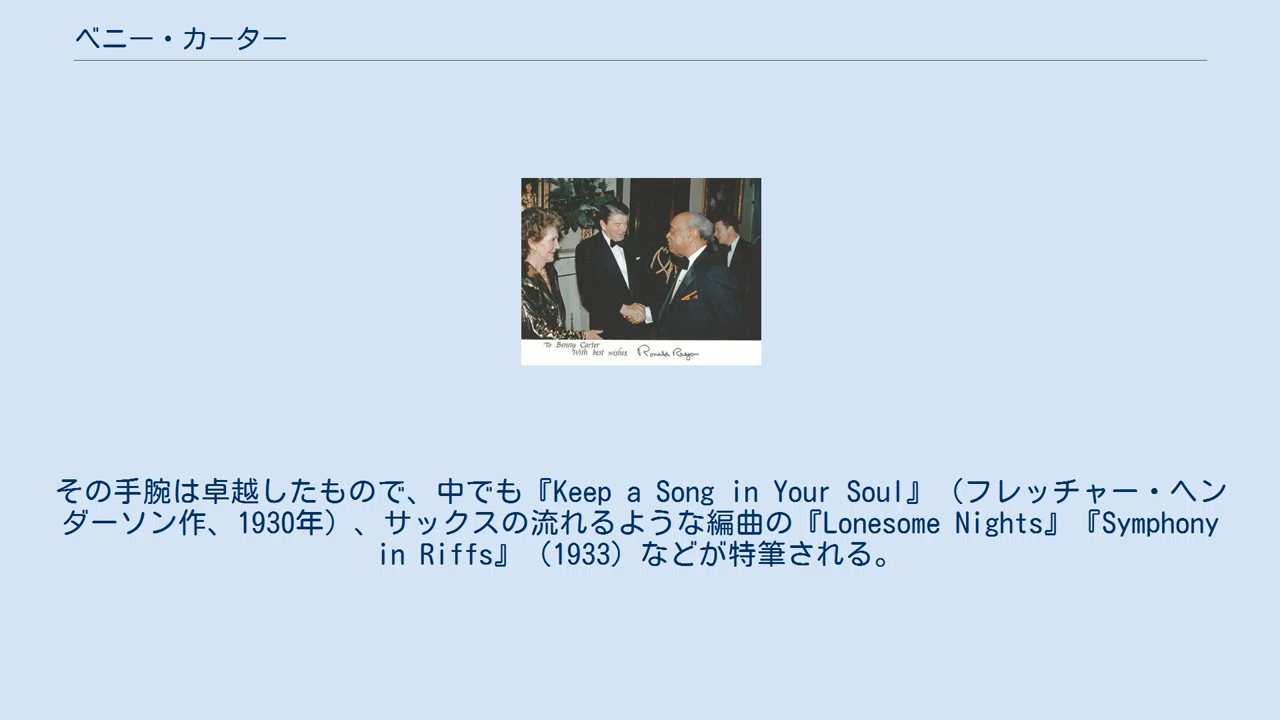 ベニー・カーター
To Benny Carter
With best wishes, Ronald Reagan
その手腕は卓越したもので、中でも『Keep a Song in Your Soul』（フレッチャー・ヘン
ダーソン作、1930年）、サックスの流れるような編曲の『Lonesome Nights』『Symphony
in Riffs』（1933）などが特筆される。